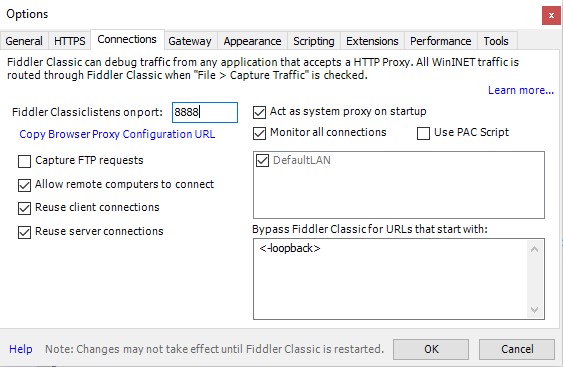 Options
General HTTPS Connections Gateway Appearance Scripting Extensions Performance Tools
Fiddler Classic can debug traffic from any application that accepts a HTTP Proxy. All WinINET traffic is
routed through Fiddler Classic when "File > Capture Traffic" is checked.
Learn more...
Fiddler Classic listens on port: 8888
Copy Browser Proxy Configuration URL
Capture FTP requests
Allow remote computers to connect
Reuse client connections
Reuse server connections
Act as system proxy on startup
Monitor all connections Use PAC Script
DefaultLAN
Bypass Fiddler Classic for URLs that start with:
<-loopback>
Help Note: Changes may not take effect until Fiddler Classic is restarted. OK Cancel